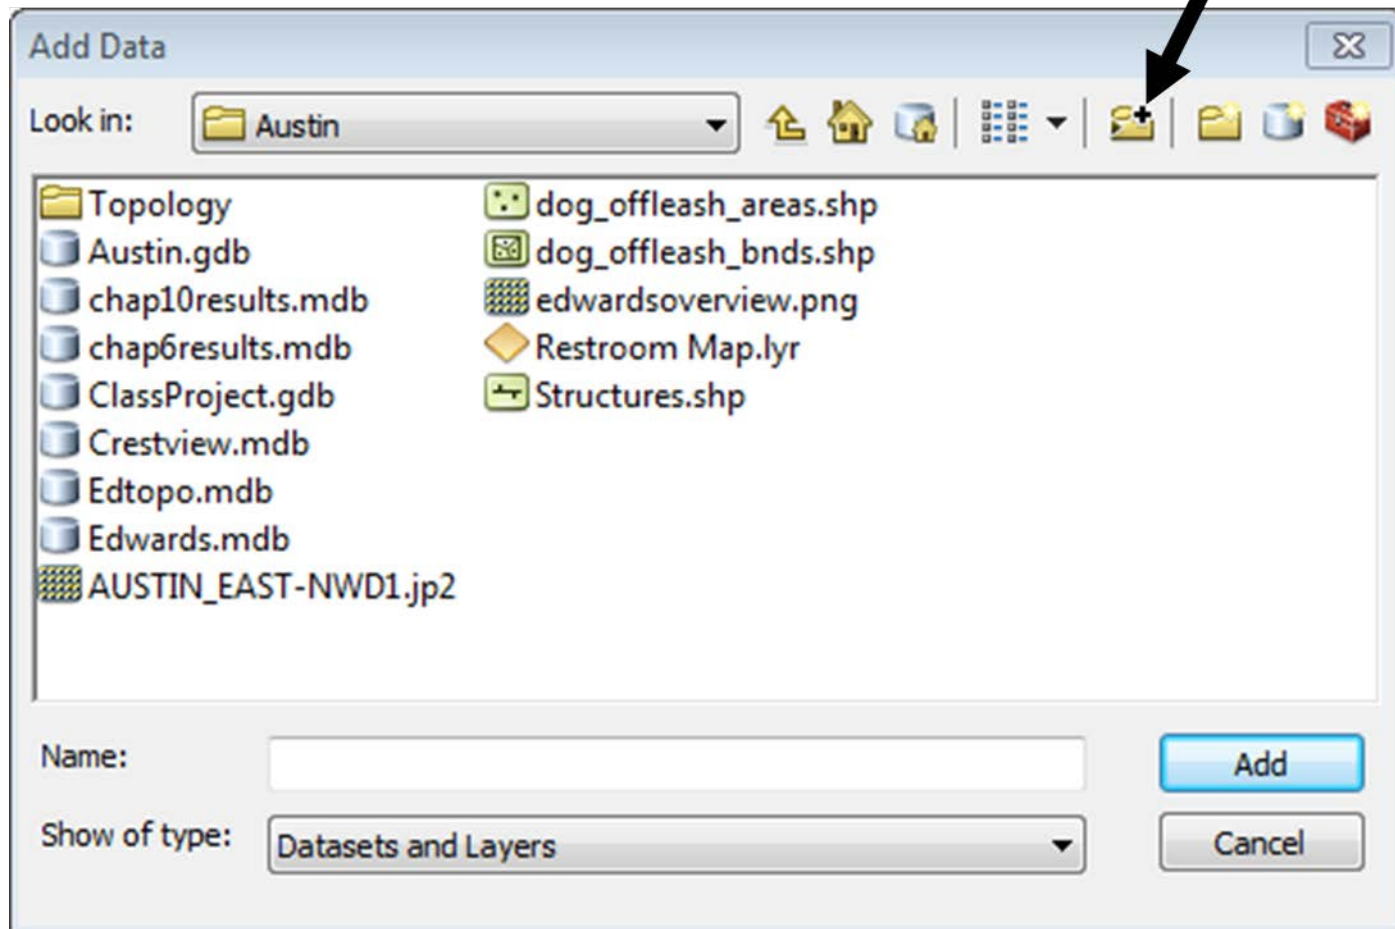 Add Data
Look in:
Austin
Topology
Austin.gdb
chap10results.mdb
chap6results.mdb
ClassProject.gdb
Crestview.mdb
Edtopo.mdb
Edwards.mdb
AUSTIN_EAST-NWD1.jp2
dog_offleash_areas.shp
dog_offleash_bnds.shp
edwardsoverview.png
Restroom Map.lyr
Structures.shp
Name:
Add
Show of type:
Datasets and Layers
Cancel